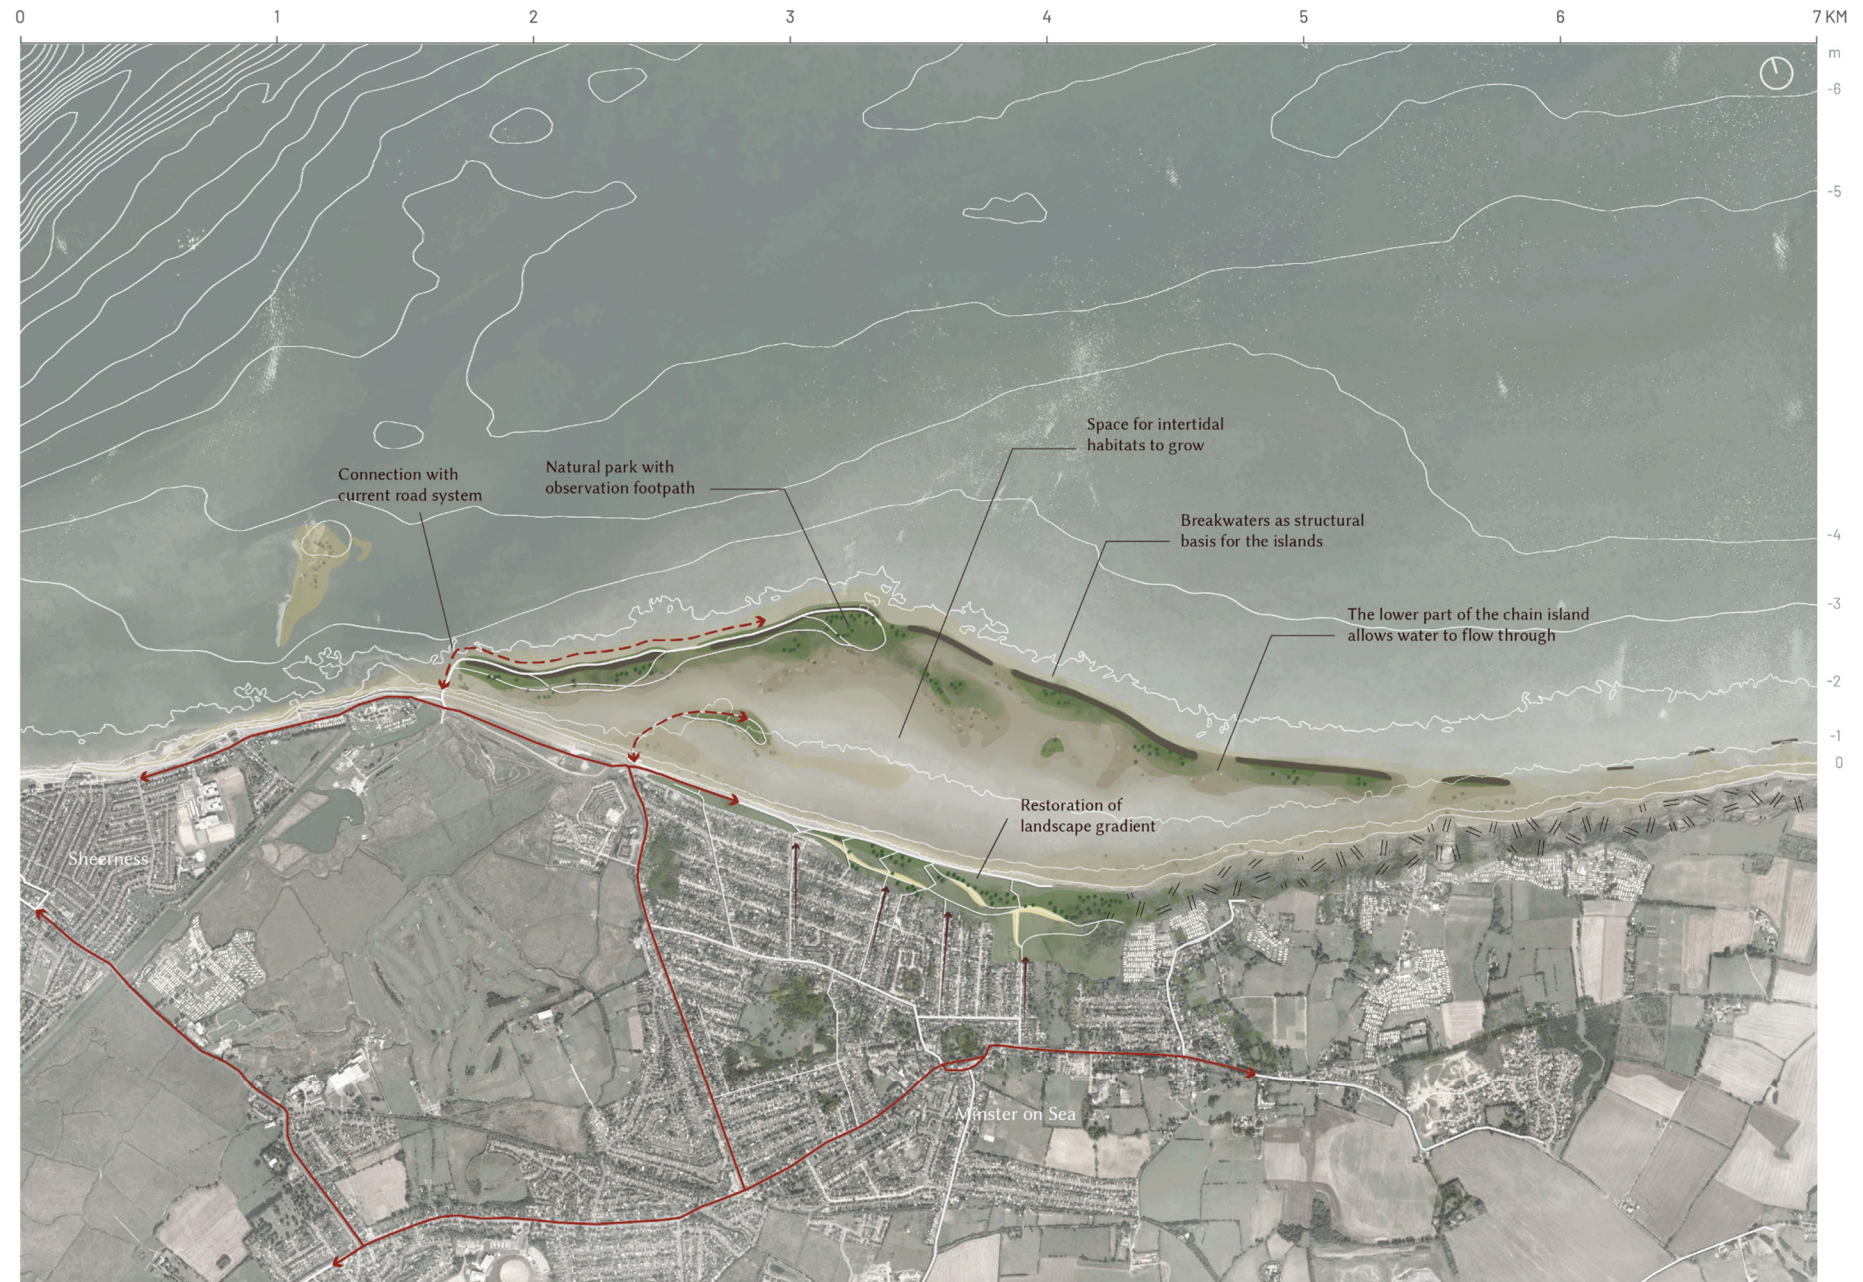 0 1 2 3 4 5 6 7 KM
m
-6
-5
Space for intertidal
habitats to grow
Connection with
current road system
Natural park with
observation footpath
Breakwaters as structural
basis for the islands
-4
-3
The lower part of the chain island
allows water to flow through
-2
-1
0
Restoration of
landscape gradient
Sheerness
Minster on Sea